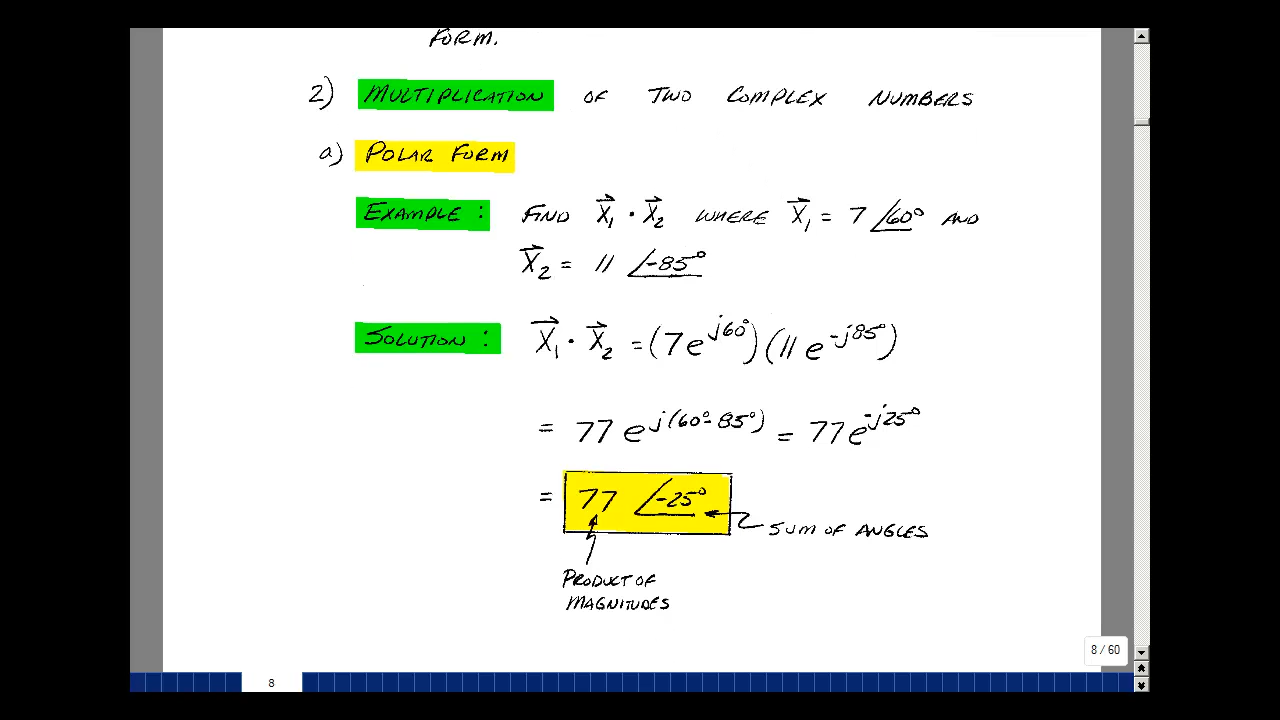 FORM.
2) MULTIPLICATION OF TWO COMPLEX NUMBERS
a) POLAR FORM
EXAMPLE: FIND X⃗₁ · X⃗₂ WHERE X⃗₁ = 7 ∠60° AND
X⃗₂ = 11 ∠-85°
SOLUTION: X⃗₁ · X⃗₂ = (7e^{j60°})(11e^{-j85°})
= 77e^{j(60°-85°)} = 77e^{-j25°}
= 77 ∠-25°
SUM OF ANGLES
PRODUCT OF
MAGNITUDES
8 / 60
8